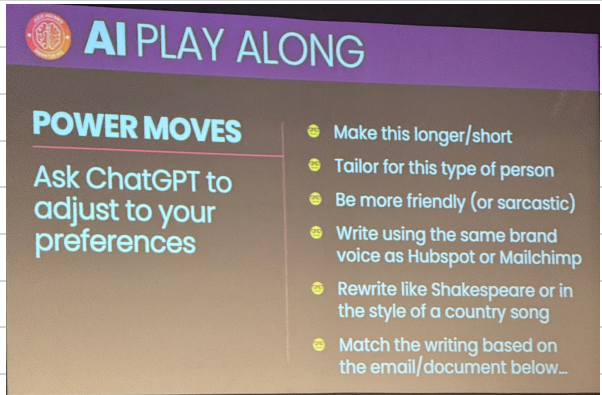 AI PLAY ALONG
POWER MOVES
Ask ChatGPT to
adjust to your
preferences
Make this longer/short
Tailor for this type of person
Be more friendly (or sarcastic)
Write using the same brand
voice as Hubspot or Mailchimp
Rewrite like Shakespeare or in
the style of a country song
Match the writing based on
the email/document below...